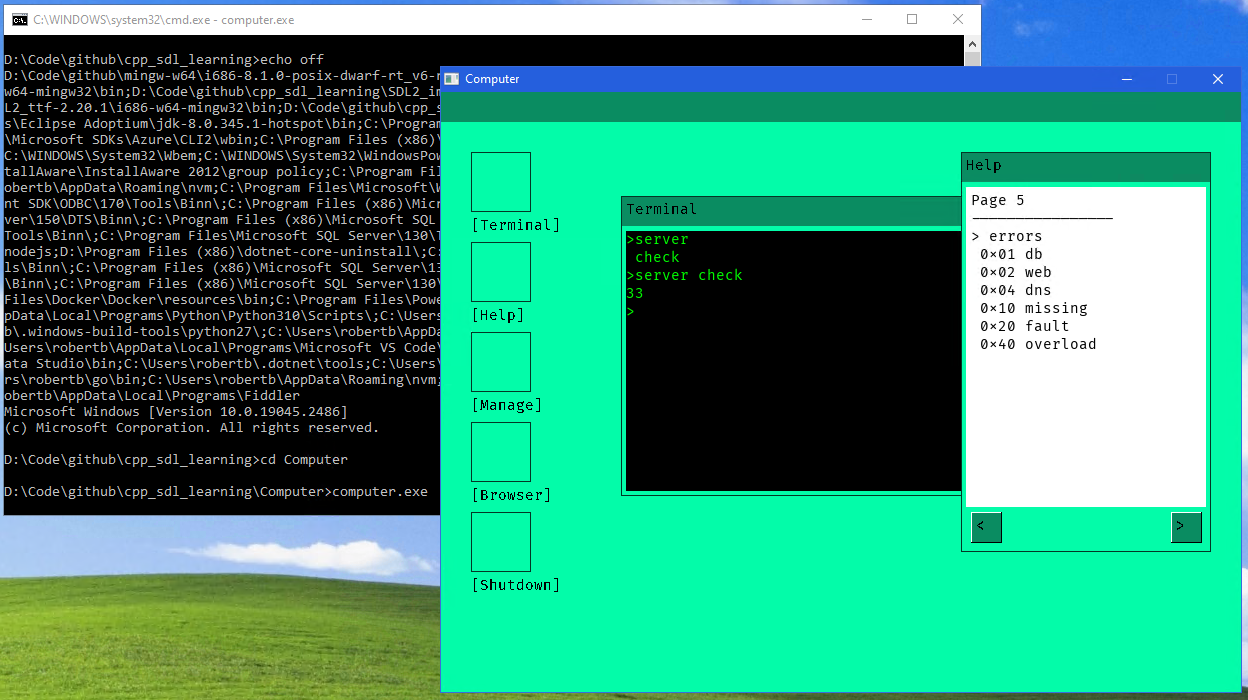 C:\WINDOWS\system32\cmd.exe - computer.exe
D:\Code\github\cpp_sdl_learning>echo off
D:\Code\github\mingw-w64\i686-8.1.0-posix-dwarf-rt_v6-
w64-mingw32\bin;D:\Code\github\cpp_sdl_learning\SDL2_im
L2_ttf-2.20.1\i686-w64-mingw32\bin;D:\Code\github\cpp_s
s\Eclipse Adoptium\jdk-8.0.345.1-hotspot\bin;C:\Program
\Microsoft SDKs\Azure\CLI2\wbin;C:\Program Files (x86)\
C:\WINDOWS\System32\Wbem;C:\WINDOWS\System32\WindowsPow
tallAware\InstallAware 2012\group policy;C:\Program Fil
obertb\AppData\Roaming\nvm;C:\Program Files\Microsoft\W
nt SDK\ODBC\170\Tools\Binn\;C:\Program Files (x86)\Micr
ver\150\DTS\Binn\;C:\Program Files (x86)\Microsoft SQL
Tools\Binn\;C:\Program Files\Microsoft SQL Server\130\T
nodejs;D:\Program Files (x86)\dotnet-core-uninstall\;C:
ls\Binn\;C:\Program Files (x86)\Microsoft SQL Server\13
\Binn\;C:\Program Files (x86)\Microsoft SQL Server\130\
Files\Docker\Docker\resources\bin;C:\Program Files\Powe
pData\Local\Programs\Python\Python310\Scripts\;C:\Users
b\.windows-build-tools\python27\;C:\Users\robertb\AppDa
Users\robertb\AppData\Local\Programs\Microsoft VS Code\
ata Studio\bin;C:\Users\robertb\.dotnet\tools;C:\Users\
rs\robertb\go\bin;C:\Users\robertb\AppData\Roaming\nvm;
obertb\AppData\Local\Programs\Fiddler
Microsoft Windows [Version 10.0.19045.2486]
(c) Microsoft Corporation. All rights reserved.
D:\Code\github\cpp_sdl_learning>cd Computer
D:\Code\github\cpp_sdl_learning\Computer>computer.exe
Computer
[Terminal]
[Help]
[Manage]
[Browser]
[Shutdown]
Terminal
>server
check
>server check
33
>
Help
Page 5
----------------
> errors
0×01 db
0×02 web
0×04 dns
0×10 missing
0×20 fault
0×40 overload
< >